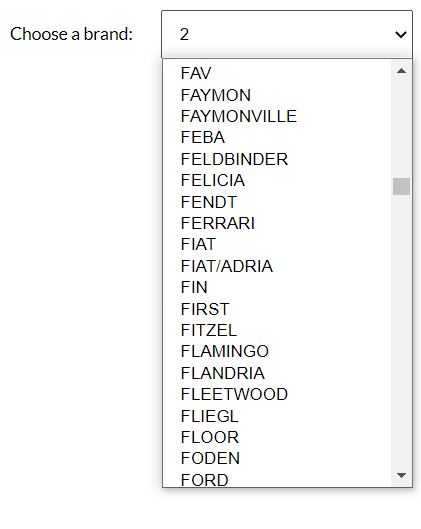 Choose a brand: 2
FAV
FAYMON
FAYMONVILLE
FEBA
FELDBINDER
FELICIA
FENDT
FERRARI
FIAT
FIAT/ADRIA
FIN
FIRST
FITZEL
FLAMINGO
FLANDRIA
FLEETWOOD
FLIEGL
FLOOR
FODEN
FORD